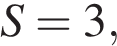 S = 3,